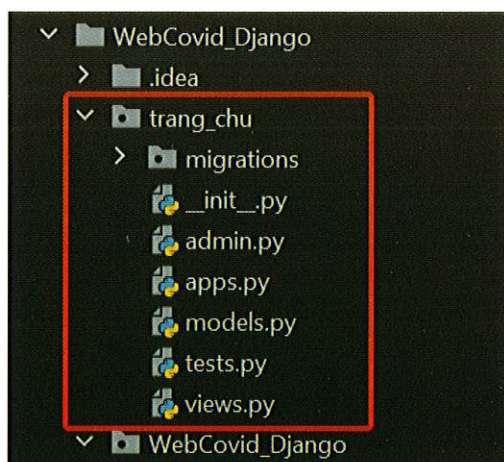 WebCovid_Django
.idea
trang_chu
migrations
__init__.py
admin.py
apps.py
models.py
tests.py
views.py
WebCovid_Django